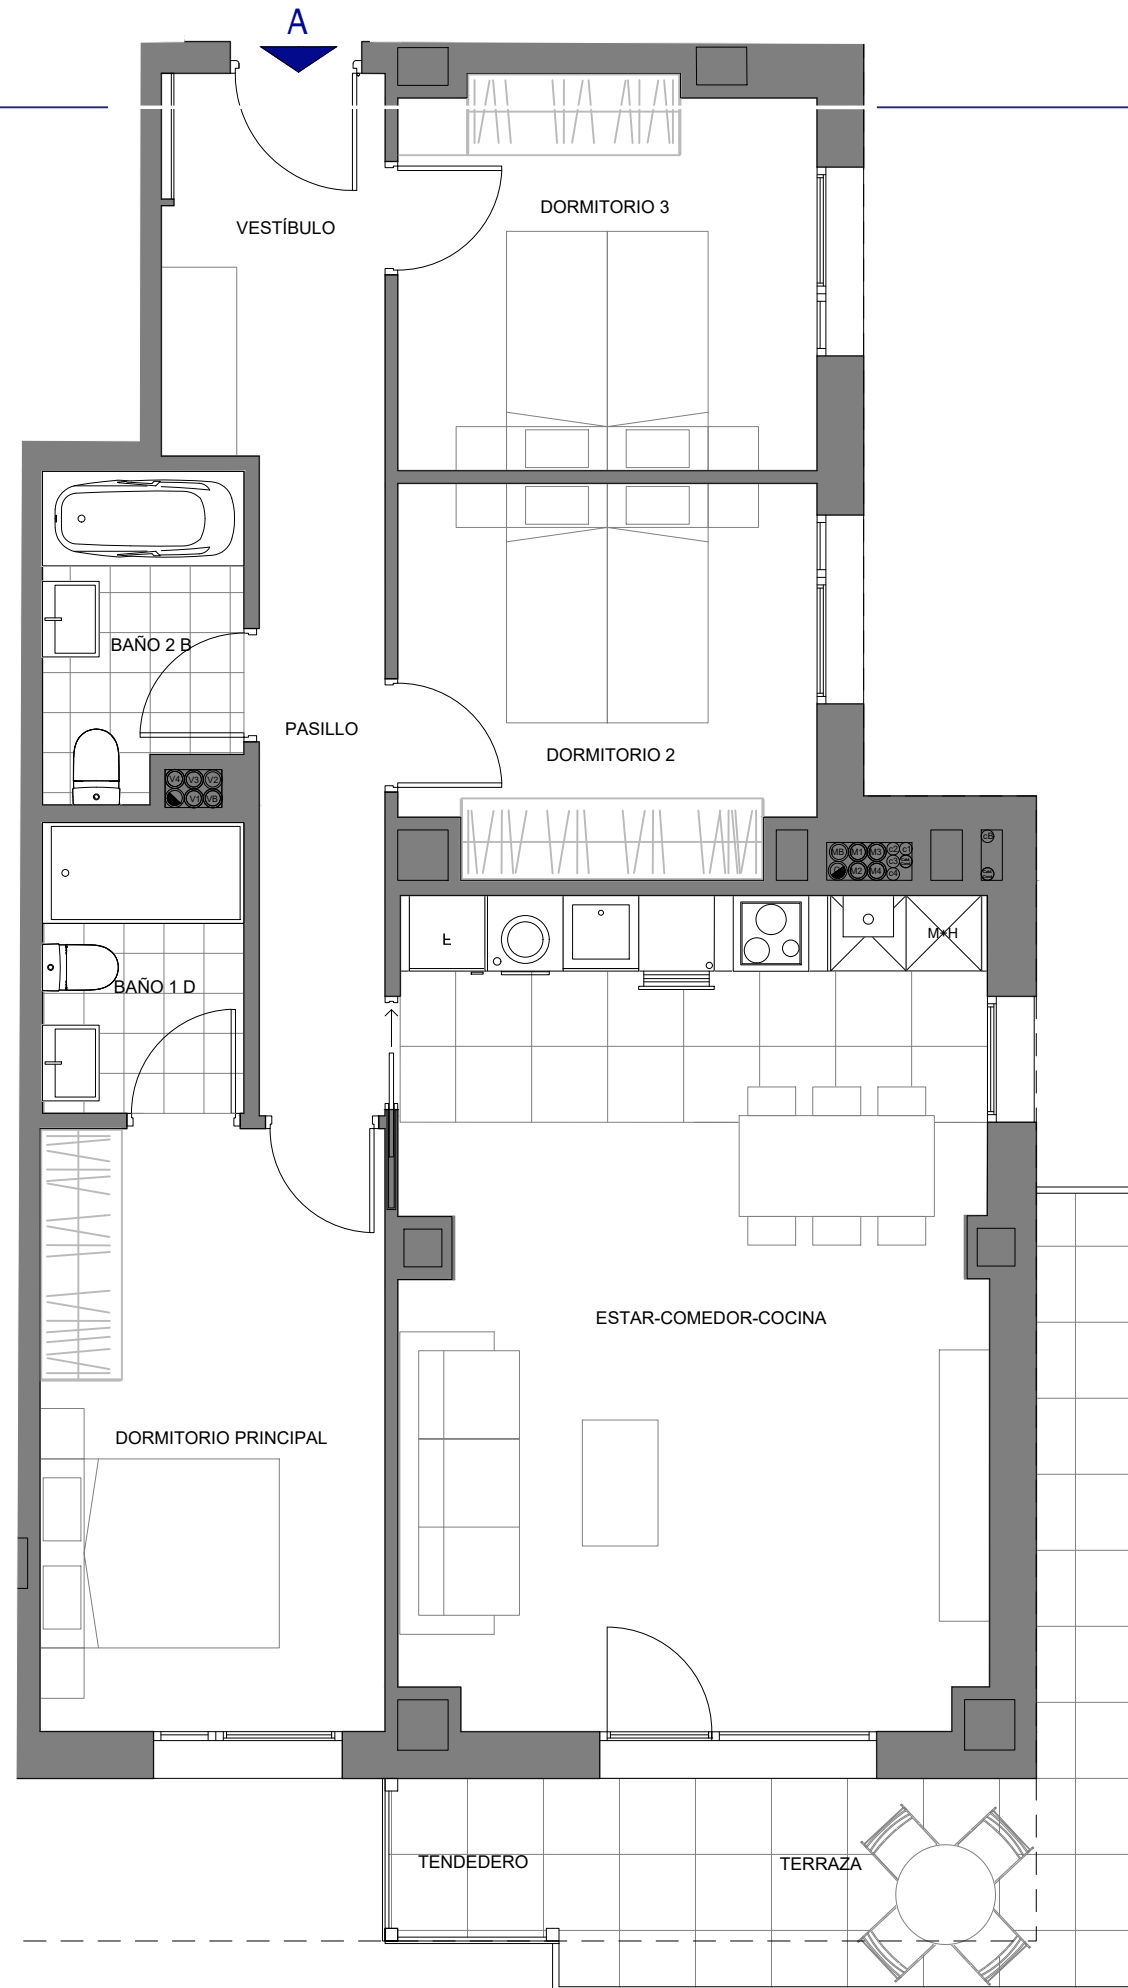 A
DORMITORIO 3
VESTÍBULO
BAÑO 2 B
PASILLO
DORMITORIO 2
V4 V3 V2
V1 VB
MB M1 M3 c2 c1
c3
M2 M4 c4
cB
F
M*H
BAÑO 1 D
ESTAR-COMEDOR-COCINA
DORMITORIO PRINCIPAL
TENDEDERO
TERRAZA